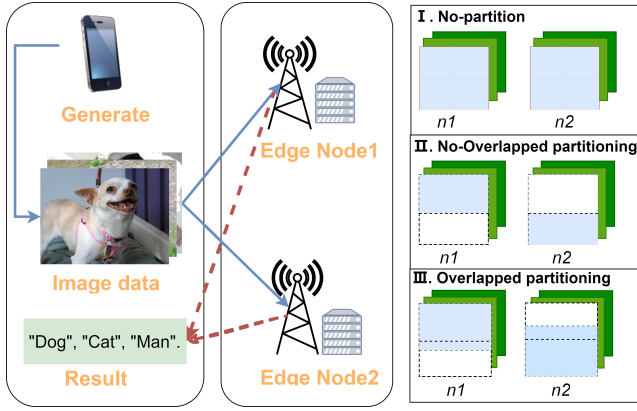 Generate
Image data
"Dog", "Cat", "Man".
Result
Edge Node1
Edge Node2
I. No-partition
n1 n2
II. No-Overlapped partitioning
n1 n2
III. Overlapped partitioning
n1 n2